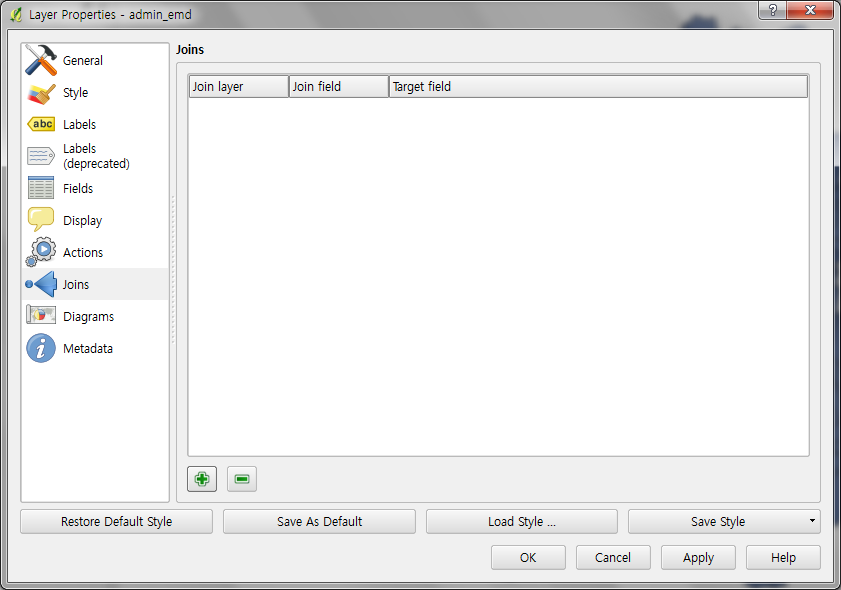 Layer Properties - admin_emd
?
General
Style
abc
Labels
Labels
(deprecated)
Fields
Display
Actions
Joins
Diagrams
i
Metadata
Joins
Join layer Join field Target field
Restore Default Style Save As Default Load Style ... Save Style
OK Cancel Apply Help